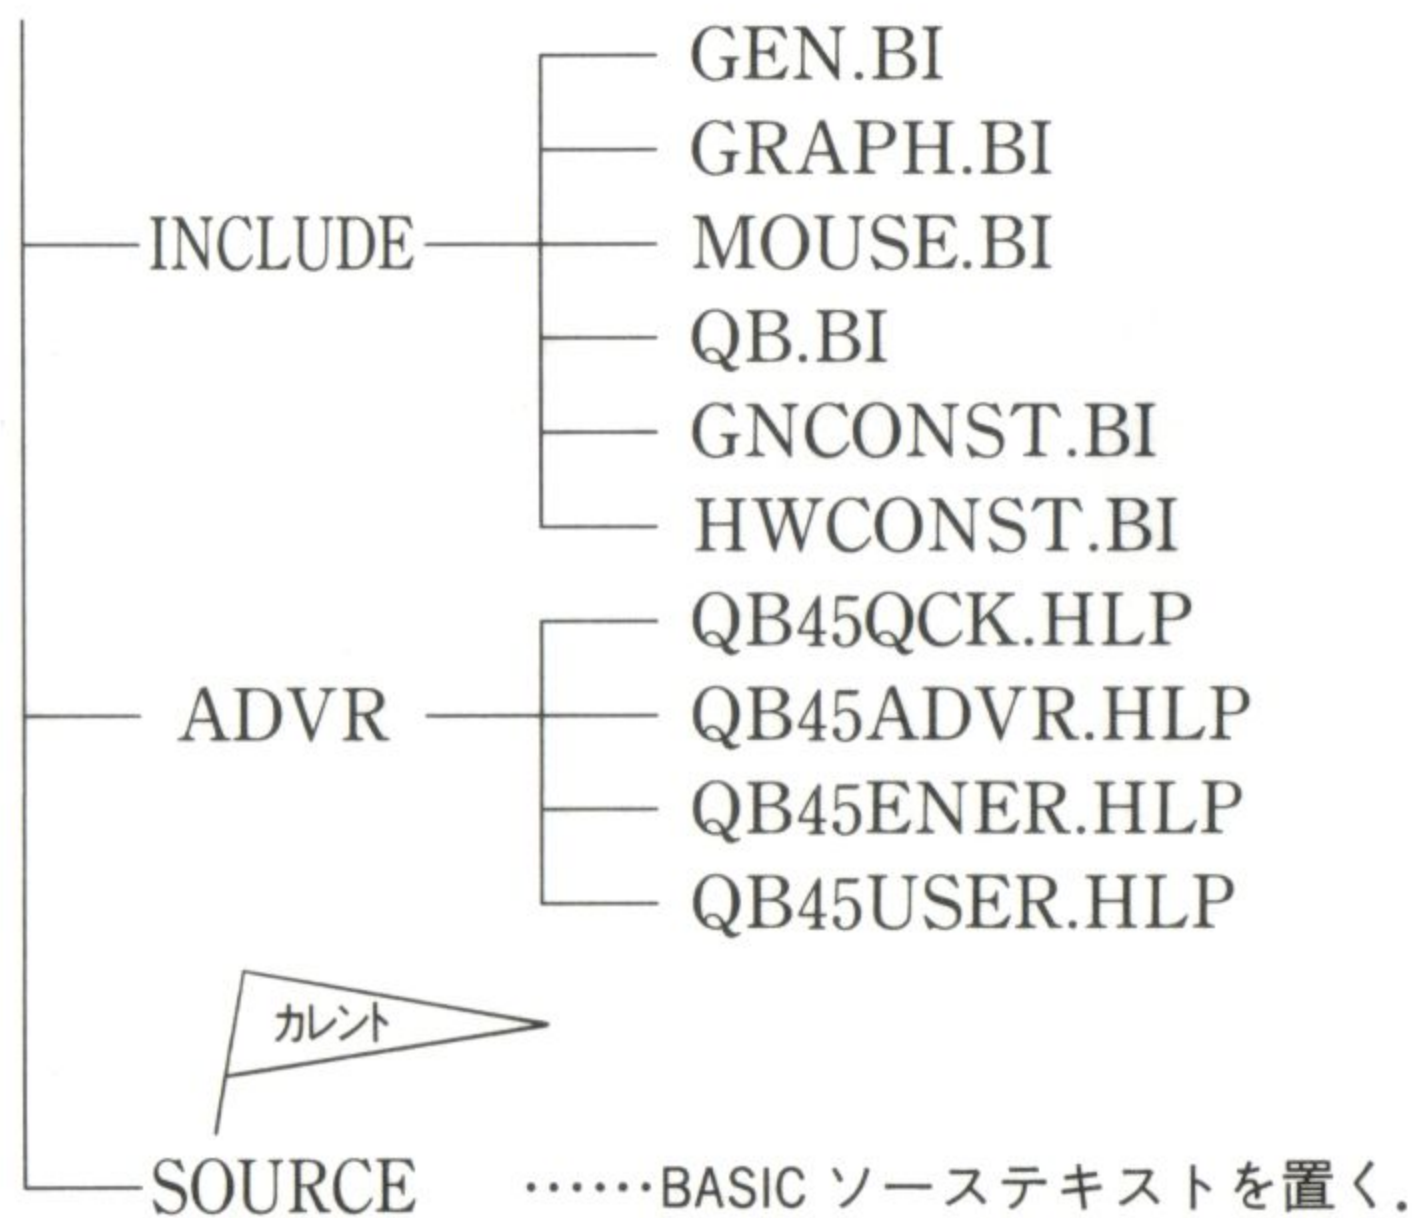 GEN.BI
GRAPH.BI
INCLUDE MOUSE.BI
QB.BI
GNCONST.BI
HWCONST.BI
QB45QCK.HLP
ADVR QB45ADVR.HLP
QB45ENER.HLP
QB45USER.HLP
カレント
SOURCE ……BASIC ソーステキストを置く.